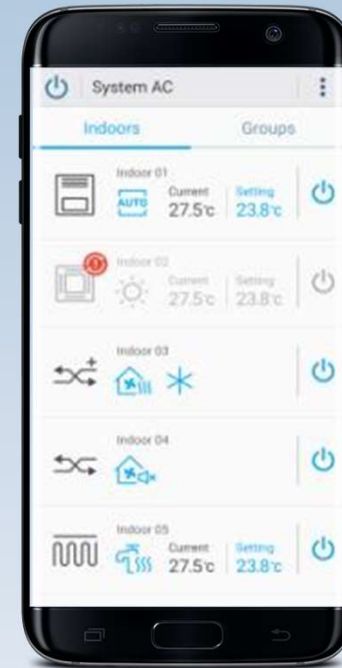 System AC
Indoors Groups
Indoor 01
AUTO
Current Setting
27.5℃ 23.8℃
Indoor 02
Current Setting
27.5℃ 23.8℃
Indoor 03
Indoor 04
Indoor 05
Current Setting
27.5℃ 23.8℃